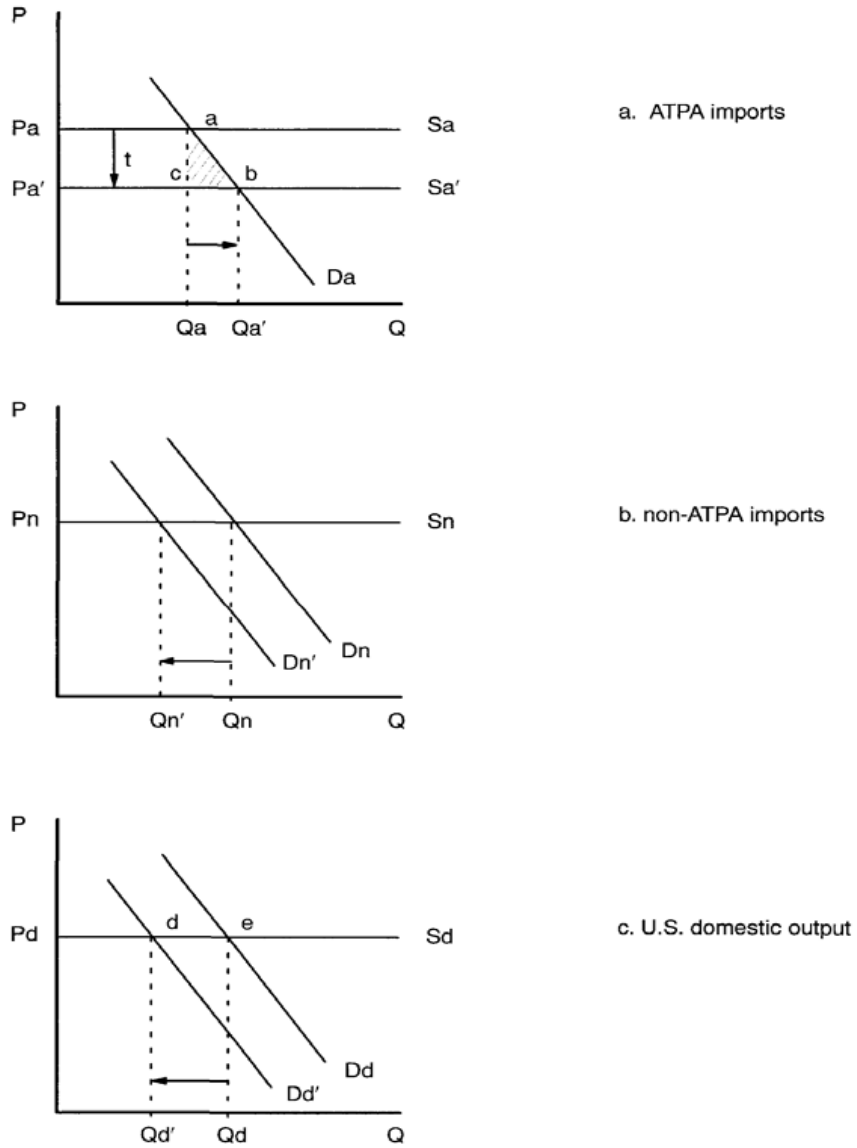 P
Pa a Sa
a. ATPA imports
t
Pa′ c b Sa′
Da
Qa Qa′ Q
P
Pn Sn
b. non-ATPA imports
Dn′ Dn
Qn′ Qn Q
P
Pd d e Sd
c. U.S. domestic output
Dd′ Dd
Qd′ Qd Q